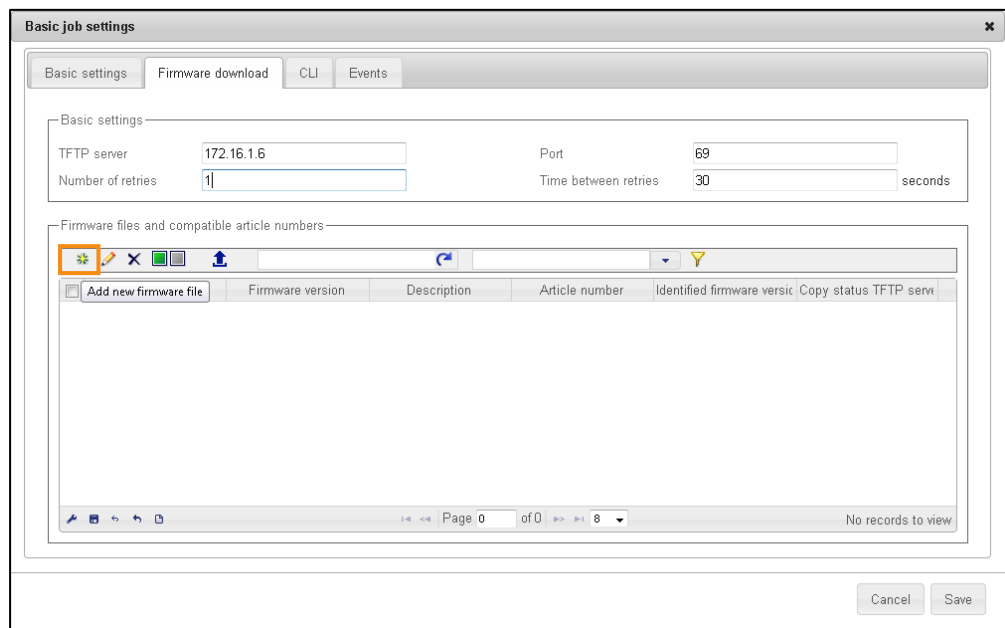 Basic job settings
Basic settings Firmware download CLI Events
Basic settings
TFTP server 172.16.1.6 Port 69
Number of retries 1 Time between retries 30 seconds
Firmware files and compatible article numbers
Add new firmware file Firmware version Description Article number Identified firmware versic Copy status TFTP serve
Page 0 of 0 8 No records to view
Cancel Save